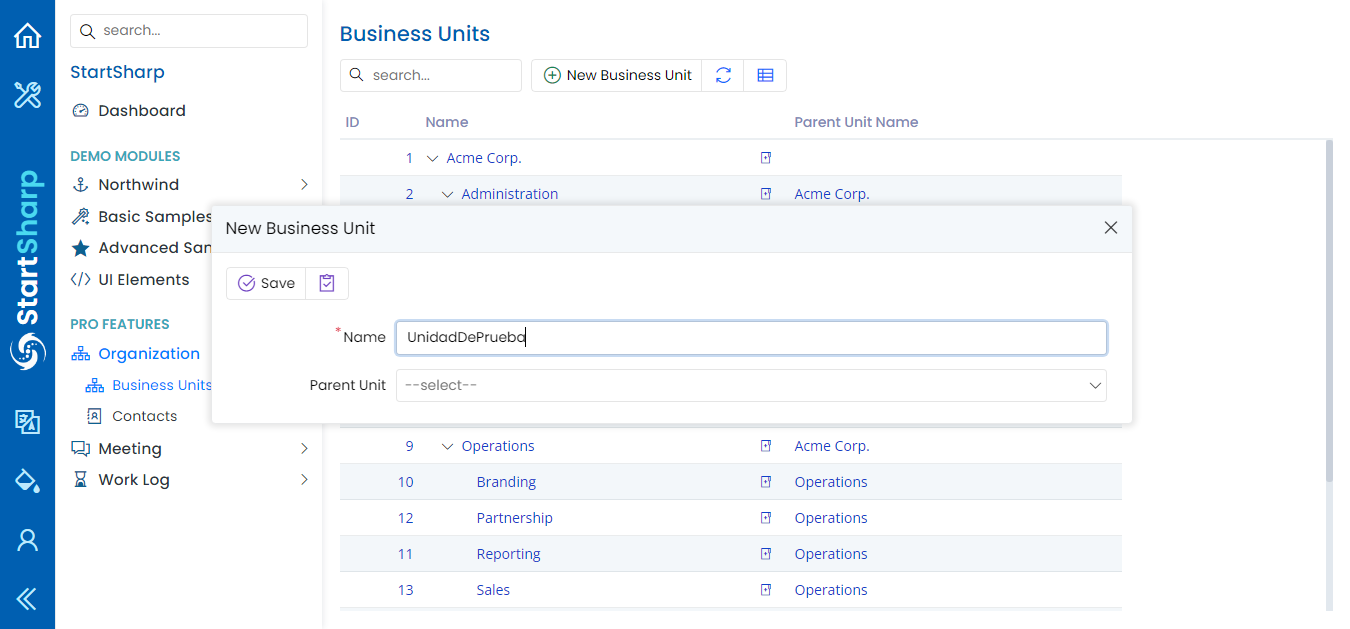 search...
StartSharp
Dashboard
DEMO MODULES
Northwind
Basic Samples
Advanced Sam
UI Elements
PRO FEATURES
Organization
Business Units
Contacts
Meeting
Work Log
StartSharp
Business Units
search...
New Business Unit
ID Name Parent Unit Name
1 Acme Corp.
2 Administration Acme Corp.
New Business Unit
Save
*Name UnidadDePrueba
Parent Unit --select--
9 Operations Acme Corp.
10 Branding Operations
12 Partnership Operations
11 Reporting Operations
13 Sales Operations